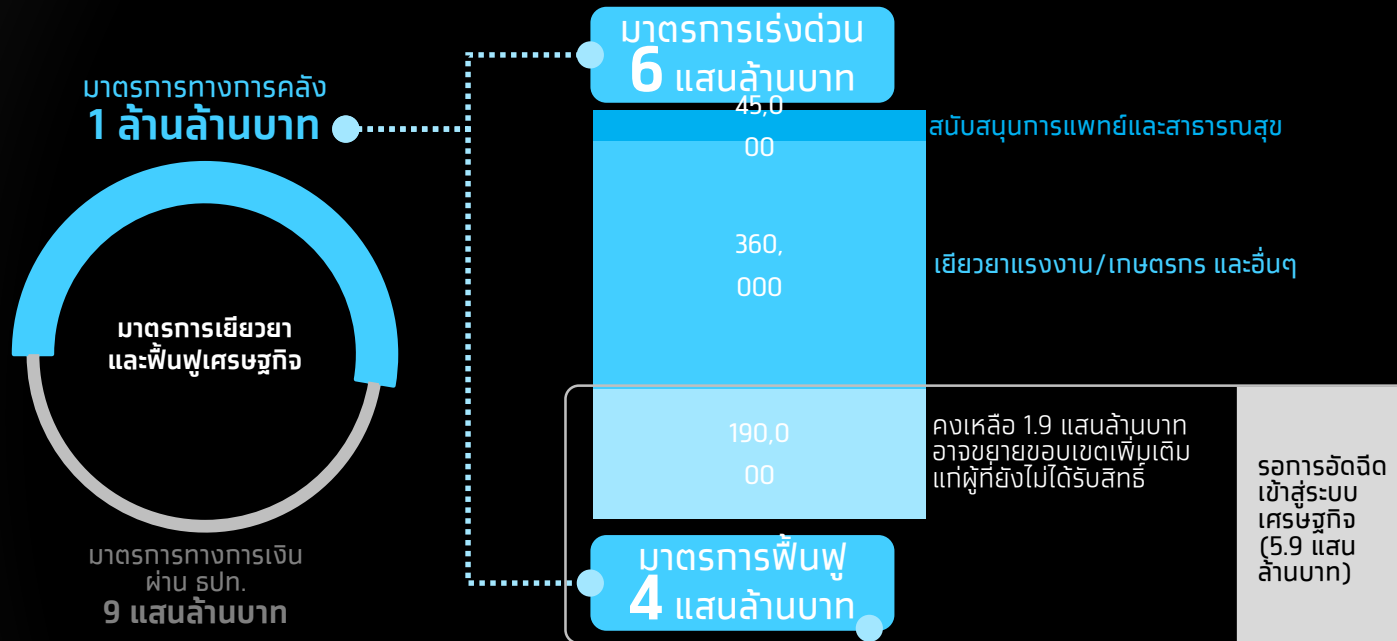 มาตรการทางการคลัง
1 ล้านล้านบาท
มาตรการเยียวยา
และฟื้นฟูเศรษฐกิจ
มาตรการทางการเงิน
ผ่าน ธปท.
9 แสนล้านบาท
มาตรการเร่งด่วน
6 แสนล้านบาท
45,0
00
สนับสนุนการแพทย์และสาธารณสุข
360,
000
เยียวยาแรงงาน/เกษตรกร และอื่นๆ
190,0
00
คงเหลือ 1.9 แสนล้านบาท
อาจขยายขอบเขตเพิ่มเติม
แก่ผู้ที่ยังไม่ได้รับสิทธิ์
มาตรการฟื้นฟู
4 แสนล้านบาท
รอการอัดฉีด
เข้าสู่ระบบ
เศรษฐกิจ
(5.9 แสน
ล้านบาท)